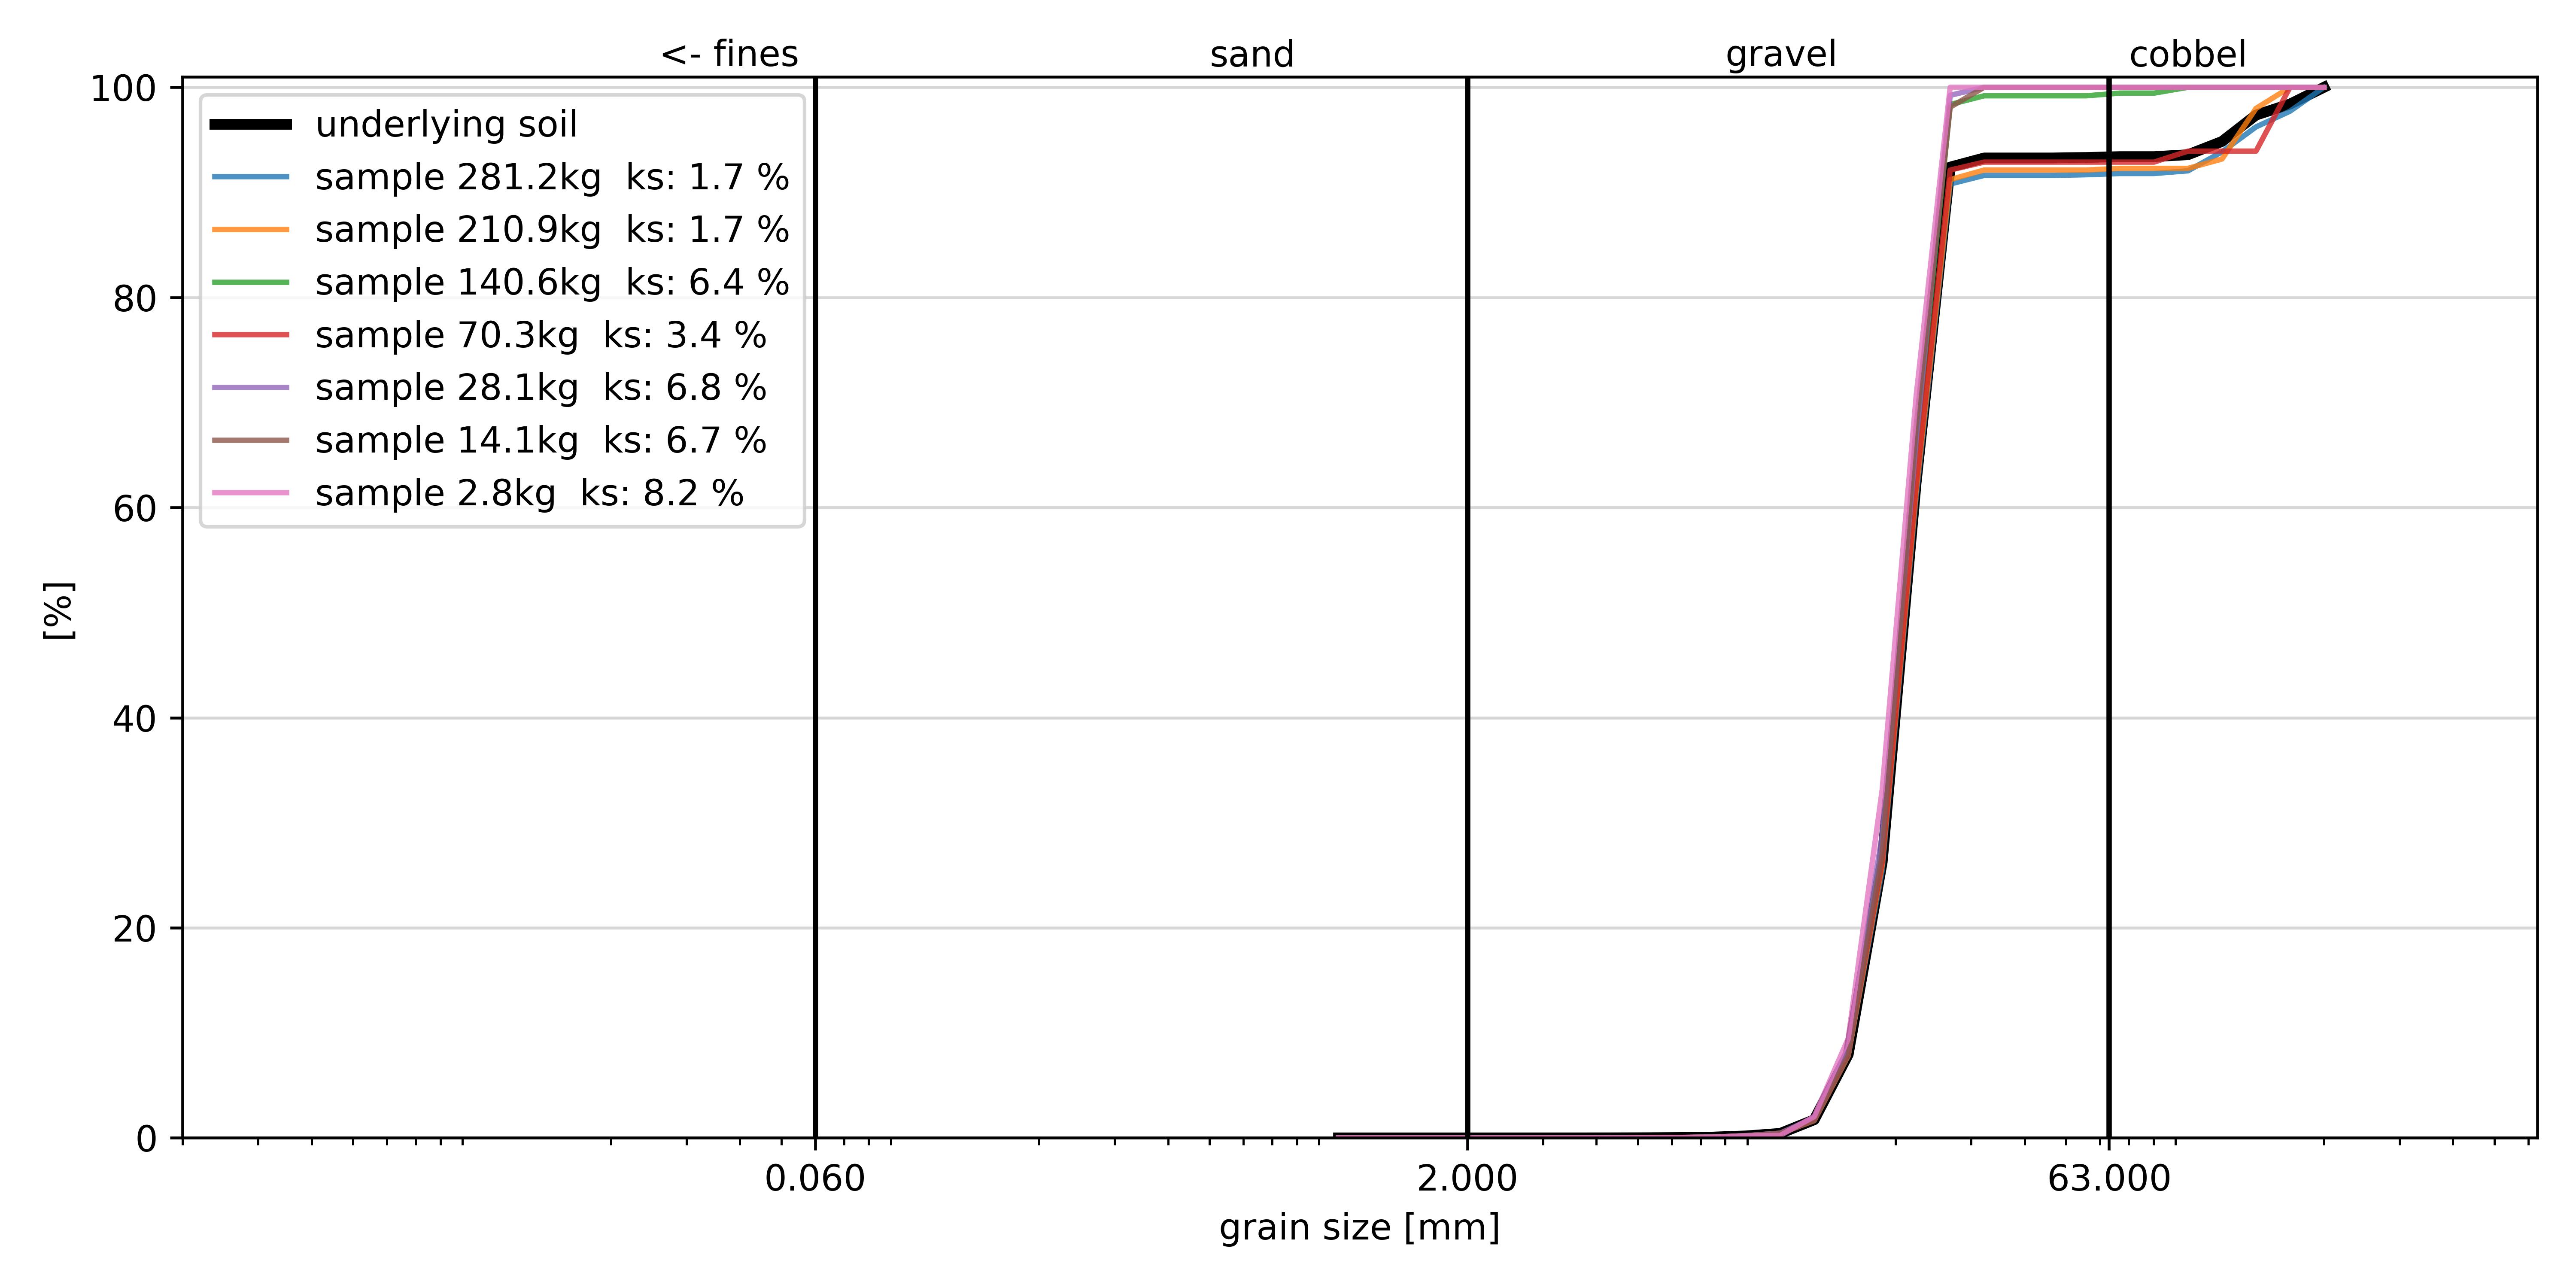 <- fines sand gravel cobbel
100
80
60
40
20
0
[%]
underlying soil
sample 281.2kg  ks: 1.7 %
sample 210.9kg  ks: 1.7 %
sample 140.6kg  ks: 6.4 %
sample 70.3kg  ks: 3.4 %
sample 28.1kg  ks: 6.8 %
sample 14.1kg  ks: 6.7 %
sample 2.8kg  ks: 8.2 %
0.060 2.000 63.000
grain size [mm]